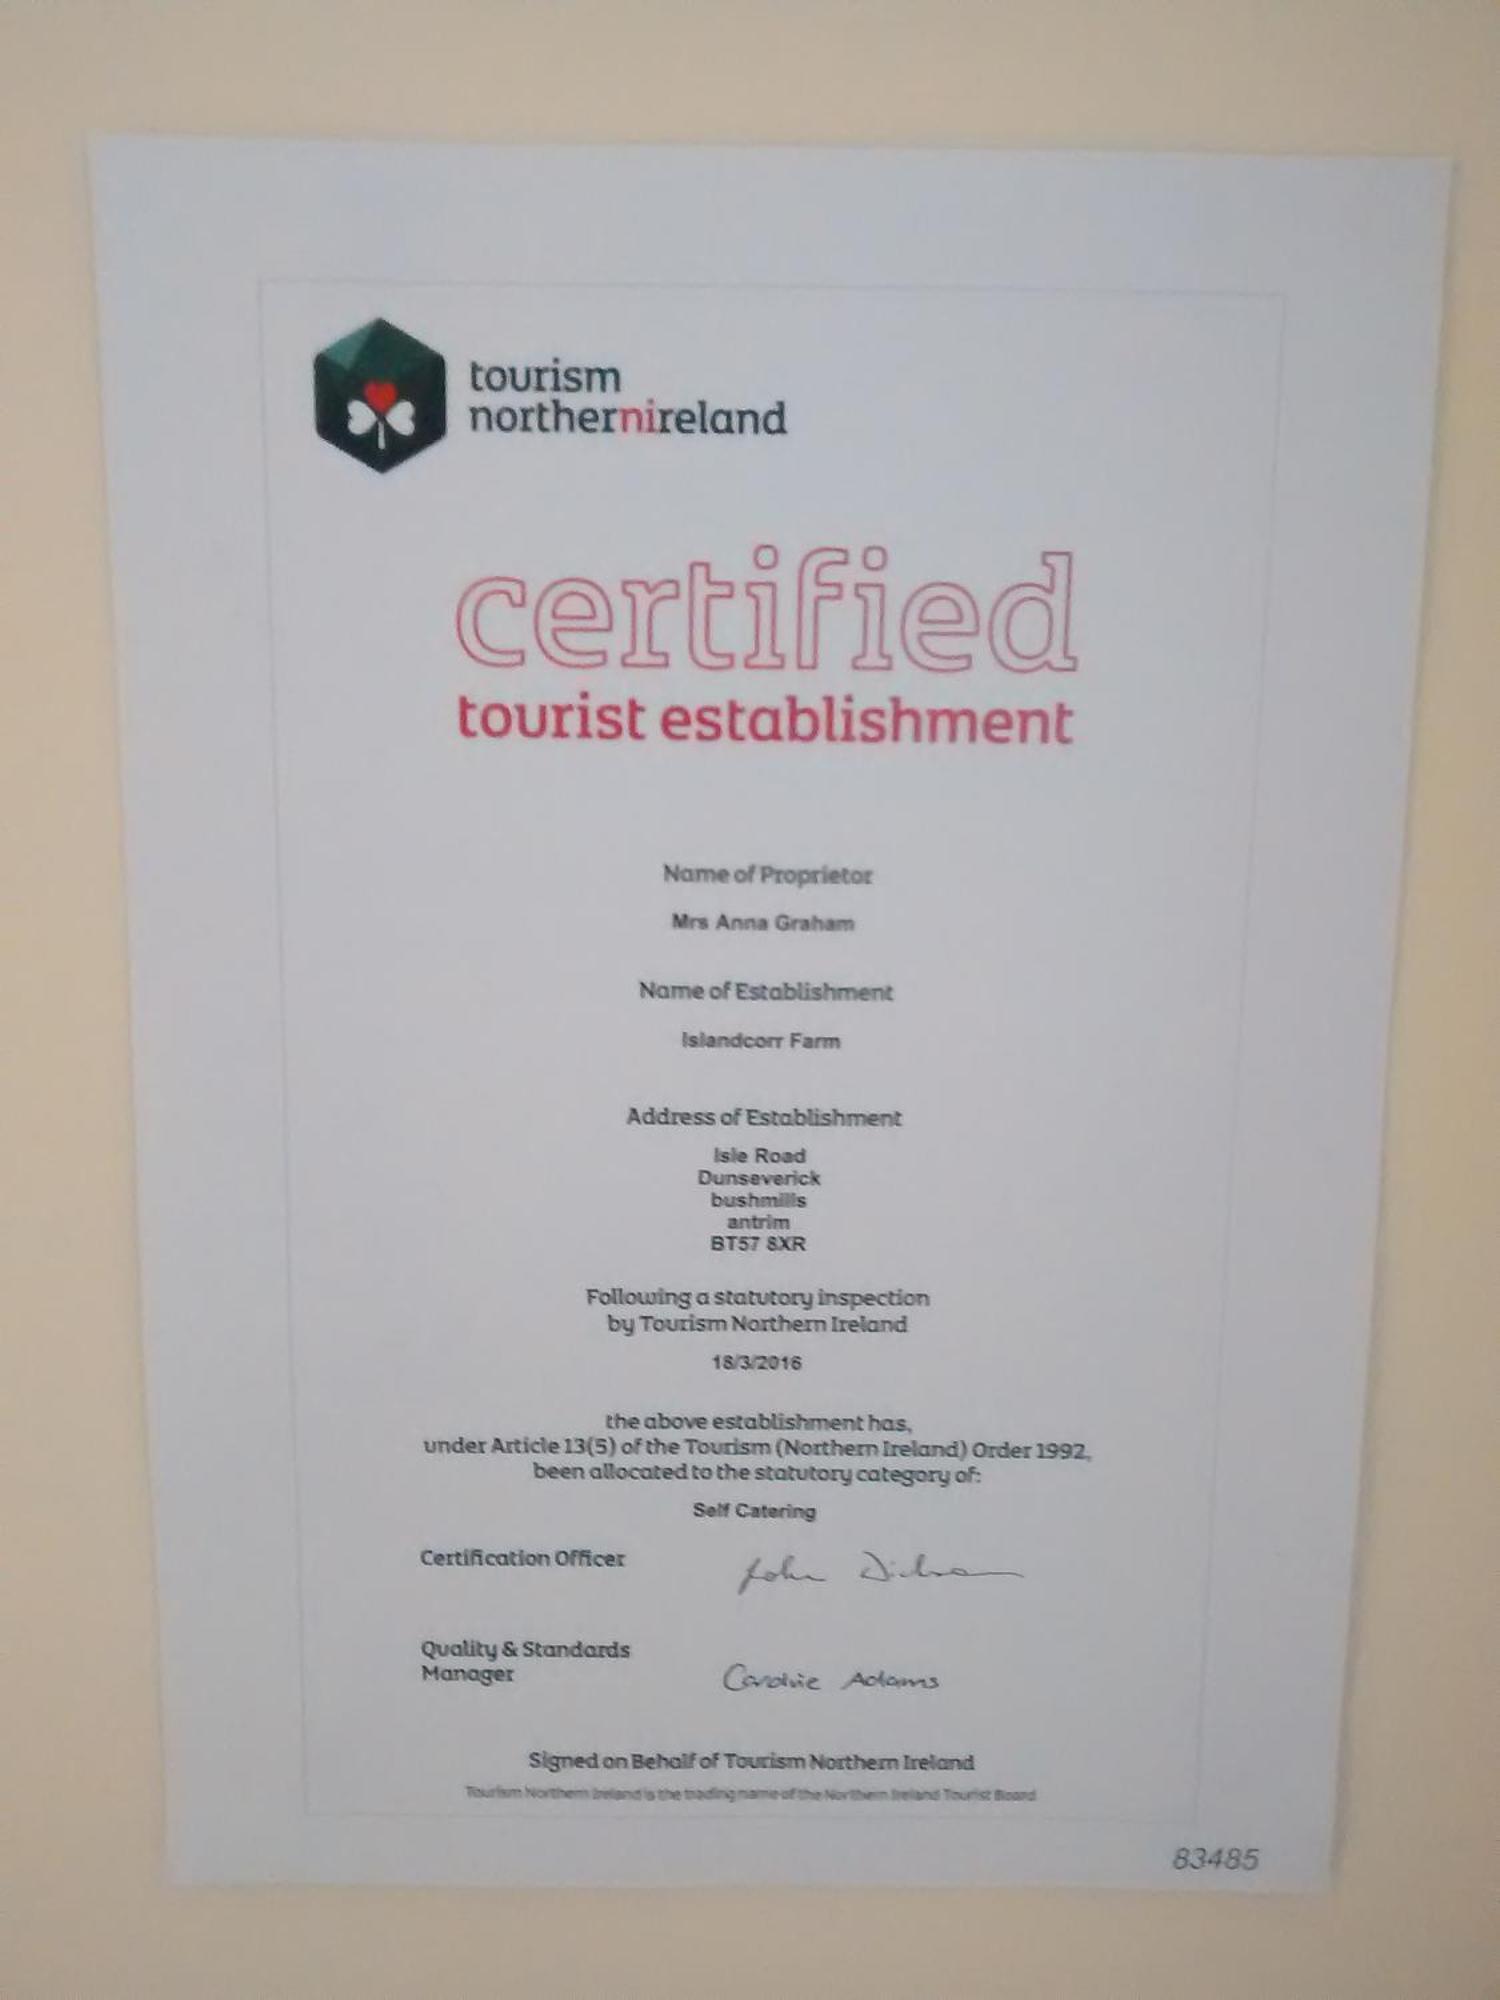 tourism
northernireland
certified
tourist establishment
Name of Proprietor
Mrs Anna Graham
Name of Establishment
Islandcorr Farm
Address of Establishment
Isle Road
Dunseverick
bushmills
antrim
BT57 8XR
Following a statutory inspection
by Tourism Northern Ireland
18/3/2016
the above establishment has,
under Article 13(5) of the Tourism (Northern Ireland) Order 1992,
been allocated to the statutory category of:
Self Catering
Certification Officer
John
Quality & Standards
Manager
Adams
Signed on Behalf of Tourism Northern Ireland
Tourism Northern Ireland is the trading name of the Northern Ireland Tourist Board
83485